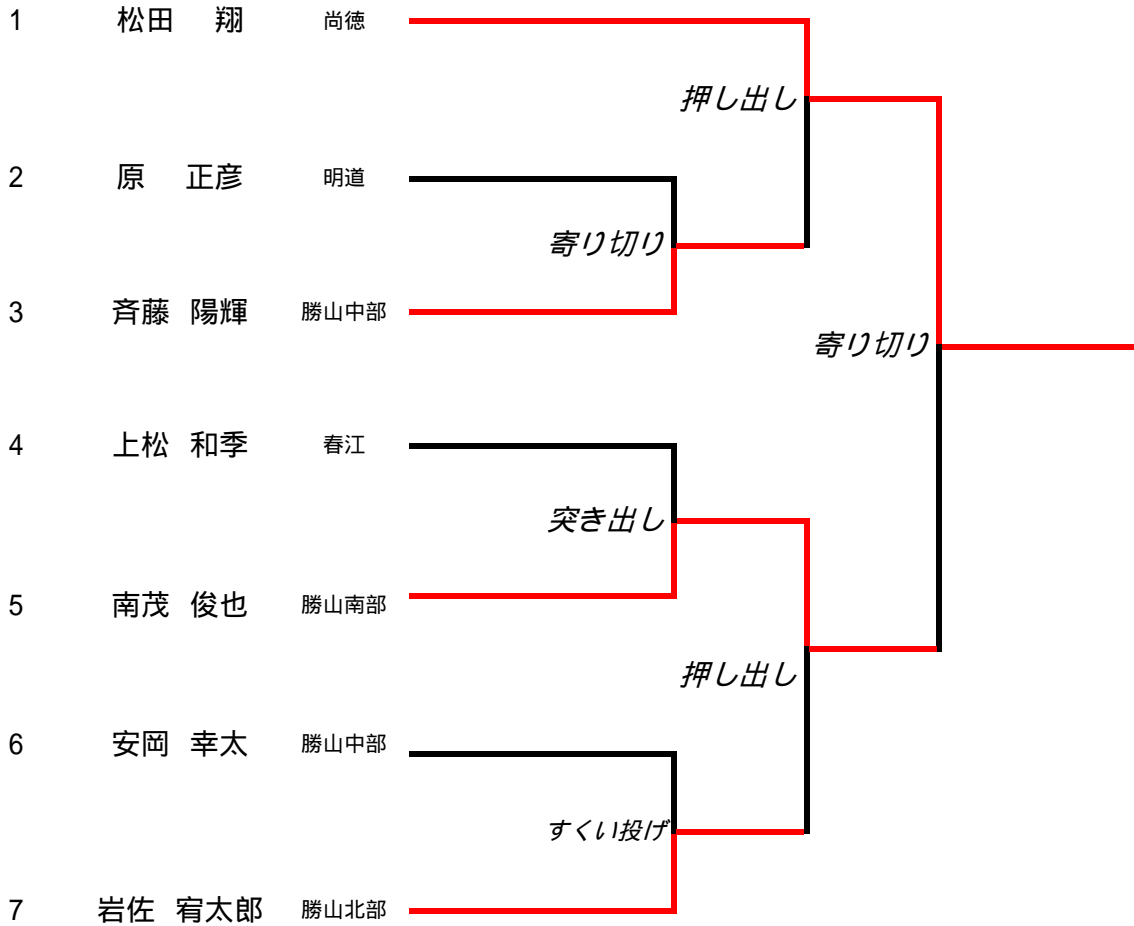 1 松田 翔 尚徳
押し出し
2 原 正彦 明道
寄り切り
3 斉藤 陽輝 勝山中部
寄り切り
4 上松 和季 春江
突き出し
5 南茂 俊也 勝山南部
押し出し
6 安岡 幸太 勝山中部
すくい投げ
7 岩佐 宥太郎 勝山北部